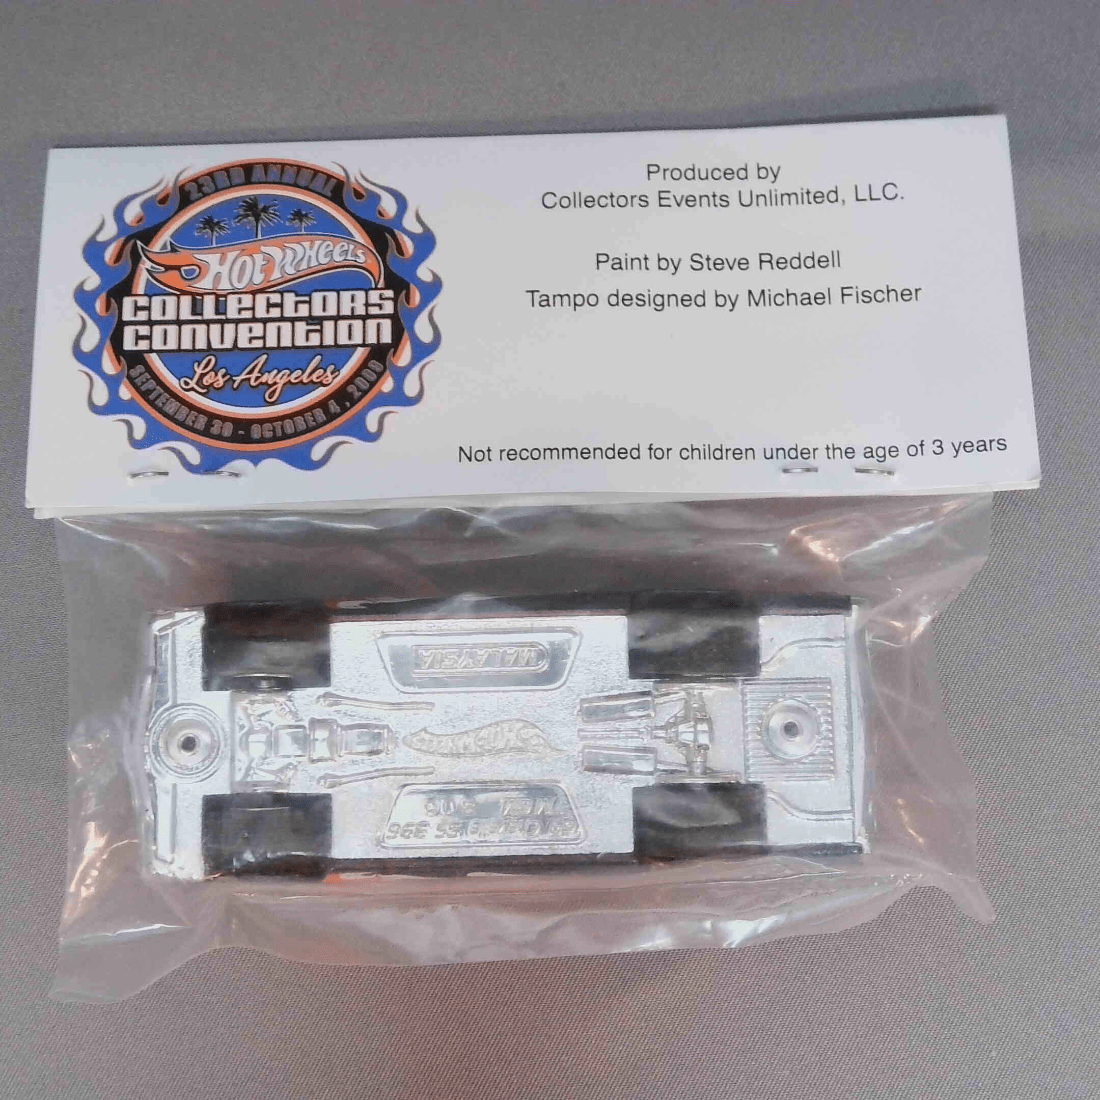 23RD ANNUAL
HOT WHEELS
COLLECTORS
CONVENTION
Los Angeles
SEPTEMBER 30 - OCTOBER 4, 2009
Produced by
Collectors Events Unlimited, LLC.
Paint by Steve Reddell
Tampo designed by Michael Fischer
Not recommended for children under the age of 3 years
MALAYSIA
HOT WHEELS